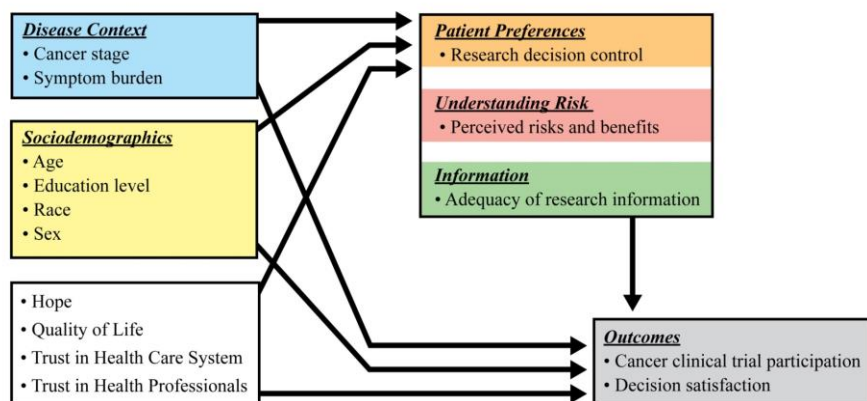 Disease Context
• Cancer stage
• Symptom burden
Sociodemographics
• Age
• Education level
• Race
• Sex
• Hope
• Quality of Life
• Trust in Health Care System
• Trust in Health Professionals
Patient Preferences
• Research decision control
Understanding Risk
• Perceived risks and benefits
Information
• Adequacy of research information
Outcomes
• Cancer clinical trial participation
• Decision satisfaction